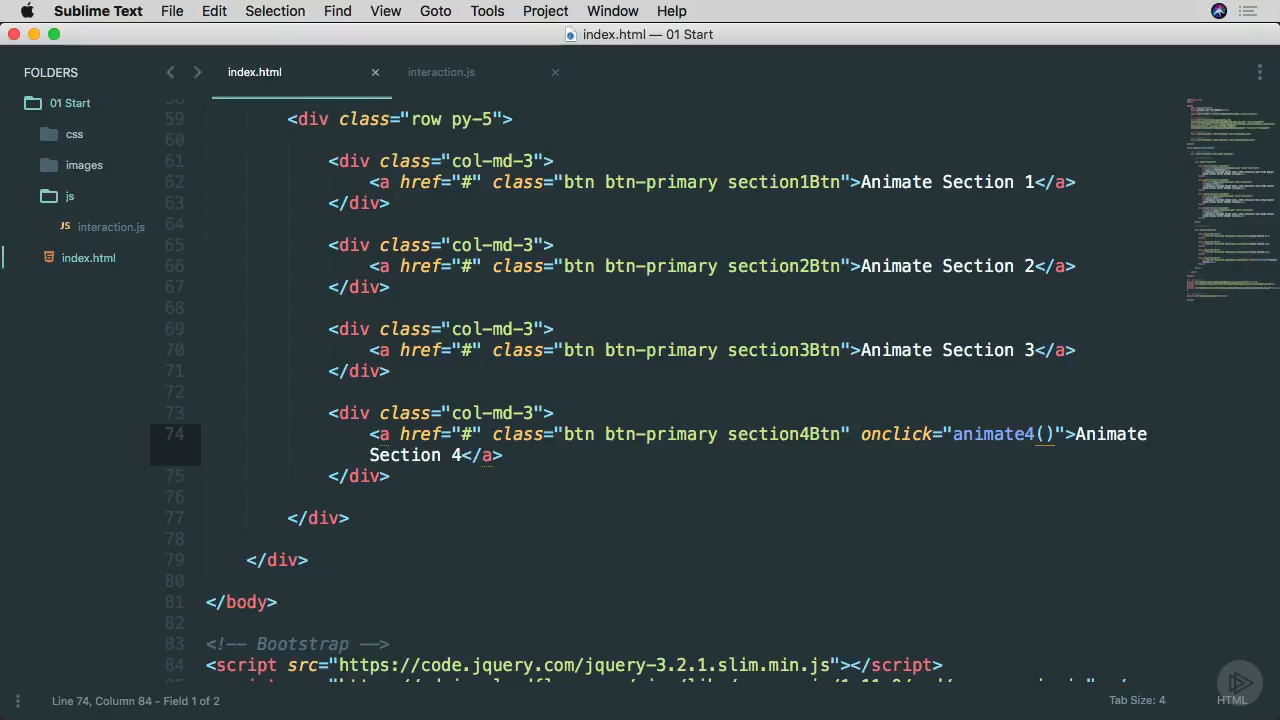 Sublime Text File Edit Selection Find View Goto Tools Project Window Help
index.html — 01 Start
FOLDERS
01 Start
css
images
js
JS interaction.js
index.html
index.html × interaction.js ×
58
59 <div class="row py-5">
60
61 <div class="col-md-3">
62 <a href="#" class="btn btn-primary section1Btn">Animate Section 1</a>
63 </div>
64
65 <div class="col-md-3">
66 <a href="#" class="btn btn-primary section2Btn">Animate Section 2</a>
67 </div>
68
69 <div class="col-md-3">
70 <a href="#" class="btn btn-primary section3Btn">Animate Section 3</a>
71 </div>
72
73 <div class="col-md-3">
74 <a href="#" class="btn btn-primary section4Btn" onclick="animate4()">Animate
Section 4</a>
75 </div>
76
77 </div>
78
79 </div>
80
81 </body>
82
83 <!-- Bootstrap -->
84 <script src="https://code.jquery.com/jquery-3.2.1.slim.min.js"></script>
Line 74, Column 84 - Field 1 of 2
Tab Size: 4
HTML